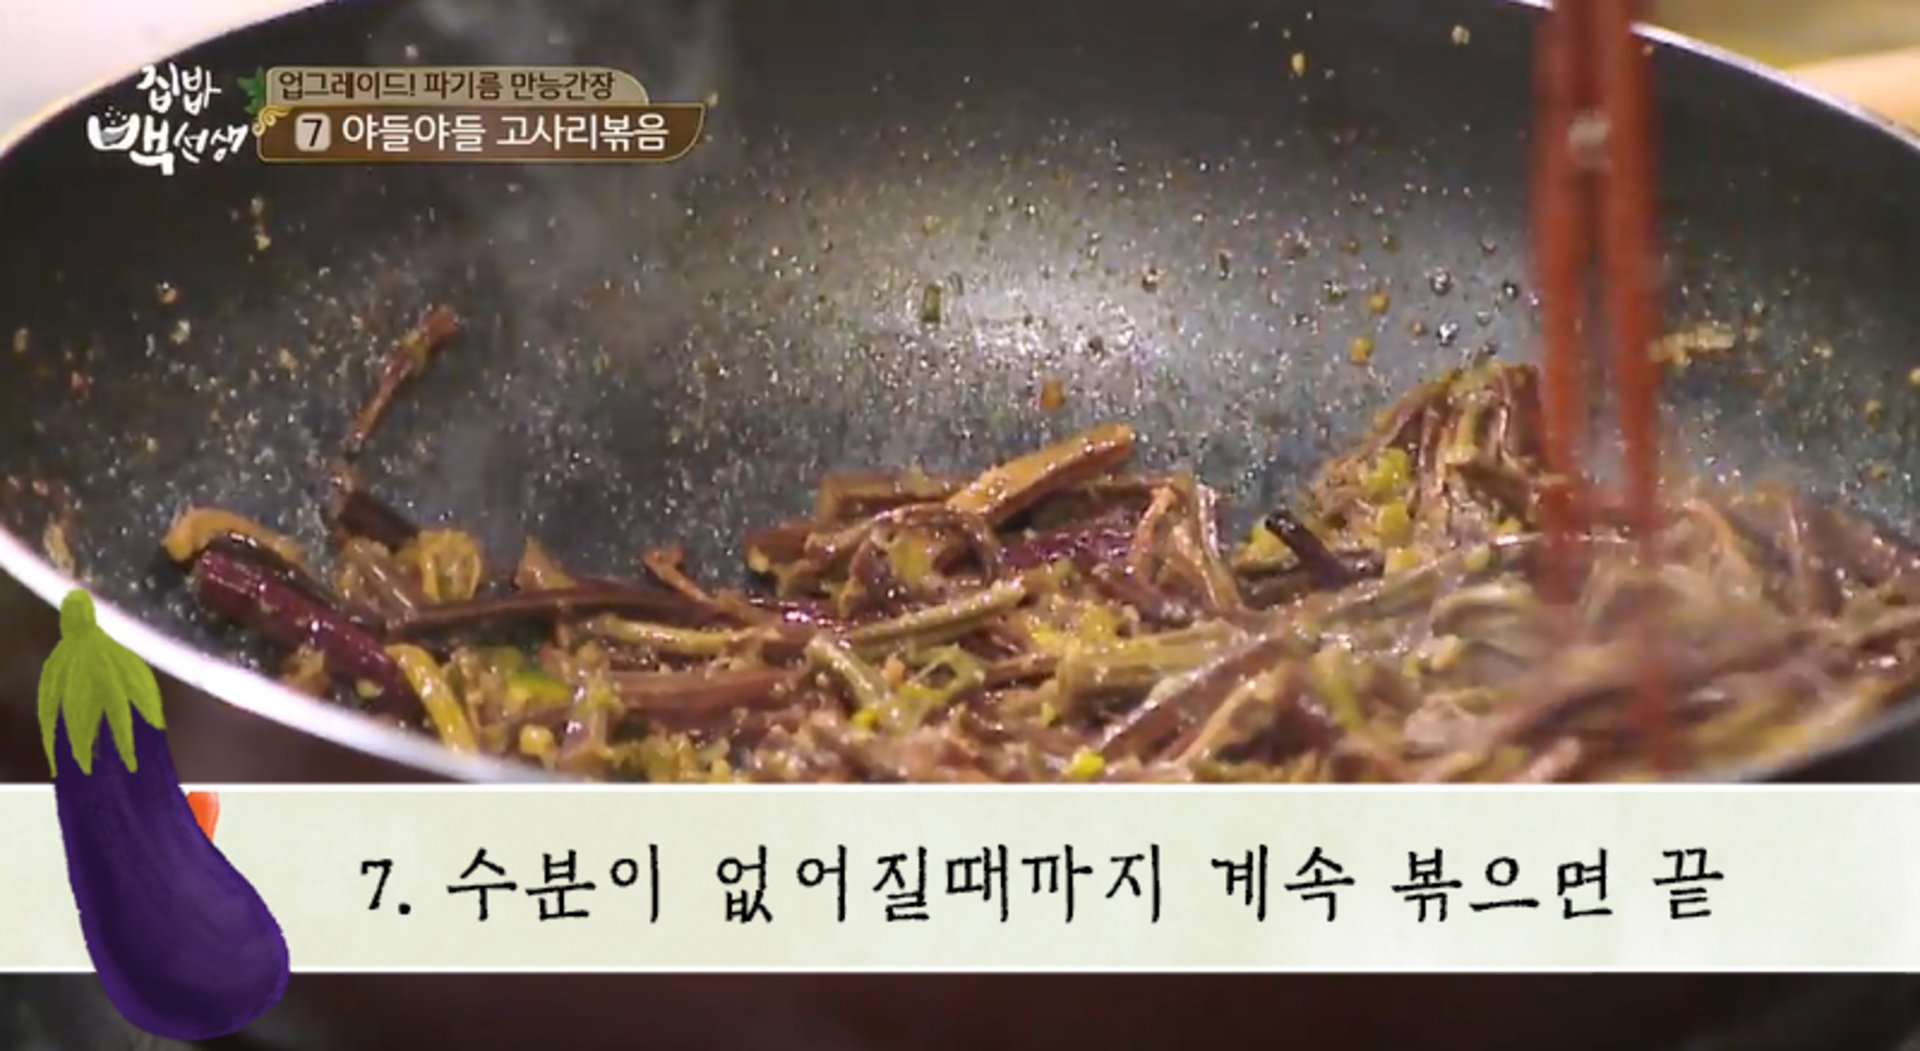 집밥
백선생
업그레이드! 파기름 만능간장
7 야들야들 고사리볶음
7. 수분이 없어질때까지 계속 볶으면 끝